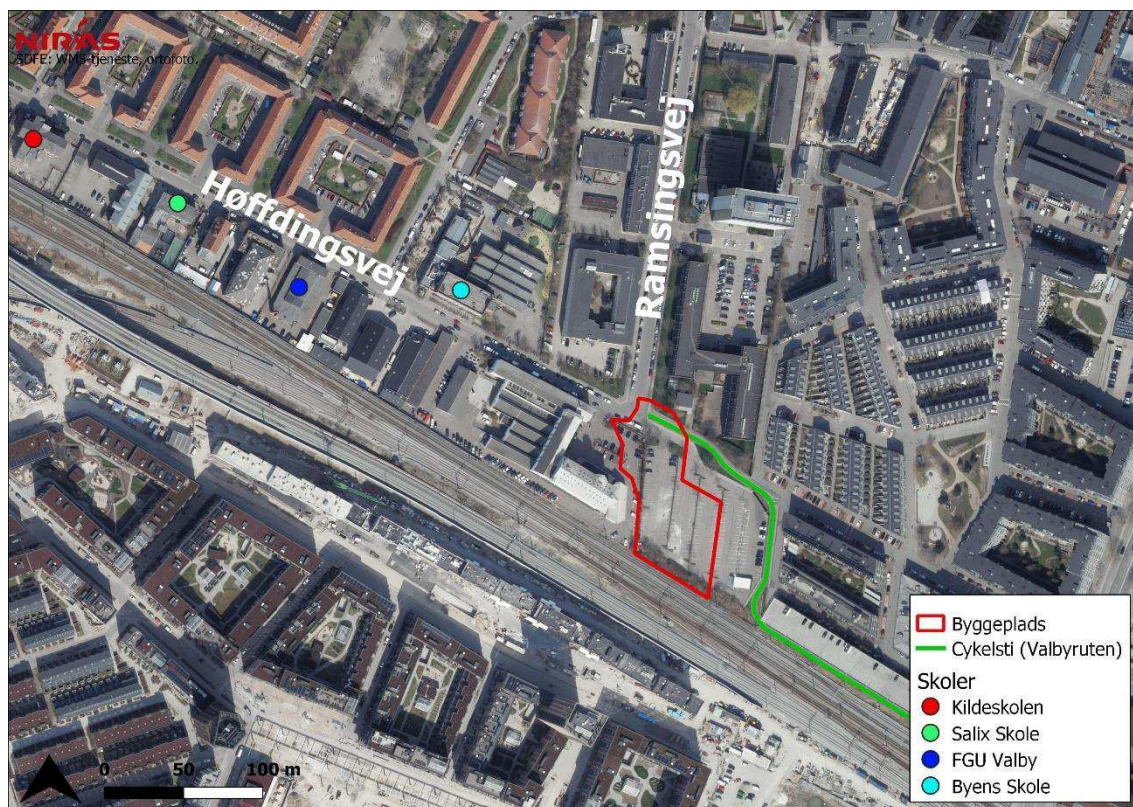 NIRAS
SDFE: WMS-tjeneste, ortofoto.
Høffdingsvej
Ramsingsvej
Byggeplads
Cykelsti (Valbyruten)
Skoler
Kildeskolen
Salix Skole
FGU Valby
Byens Skole
0 50 100 m